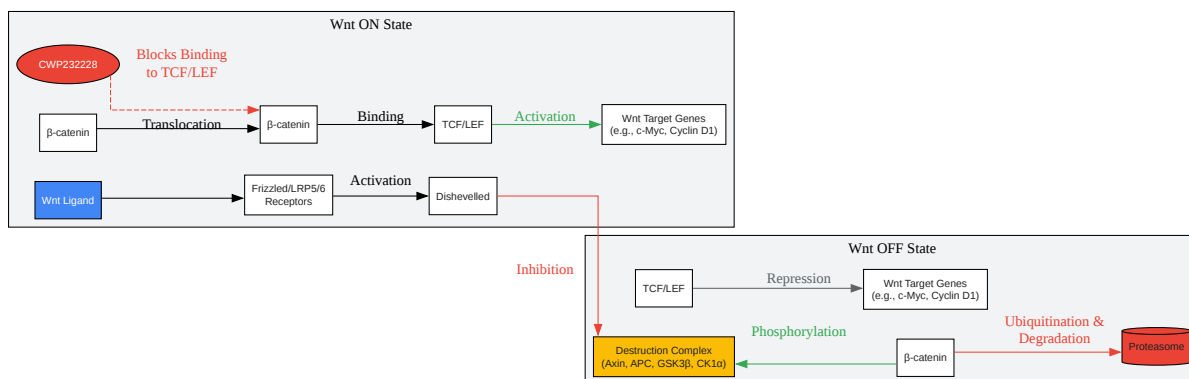 Wnt ON State
CWP232228
Blocks Binding
to TCF/LEF
β-catenin
Translocation
β-catenin
Binding
TCF/LEF
Activation
Wnt Target Genes
(e.g., c-Myc, Cyclin D1)
Wnt Ligand
Frizzled/LRP5/6
Receptors
Activation
Dishevelled
Inhibition
Wnt OFF State
TCF/LEF
Repression
Wnt Target Genes
(e.g., c-Myc, Cyclin D1)
Destruction Complex
(Axin, APC, GSK3β, CK1α)
Phosphorylation
β-catenin
Ubiquitination &
Degradation
Proteasome